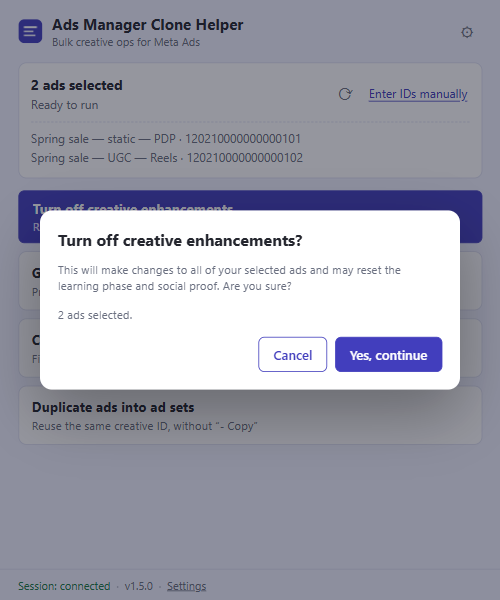 Ads Manager Clone Helper
Bulk creative ops for Meta Ads
2 ads selected
Ready to run
Enter IDs manually
Spring sale — static — PDP · 120210000000000101
Spring sale — UGC — Reels · 120210000000000102
Turn off creative enhancements
Turn off creative enhancements?
This will make changes to all of your selected ads and may reset the
learning phase and social proof. Are you sure?
2 ads selected.
Cancel
Yes, continue
Duplicate ads into ad sets
Reuse the same creative ID, without "- Copy"
Session: connected · v1.5.0 · Settings